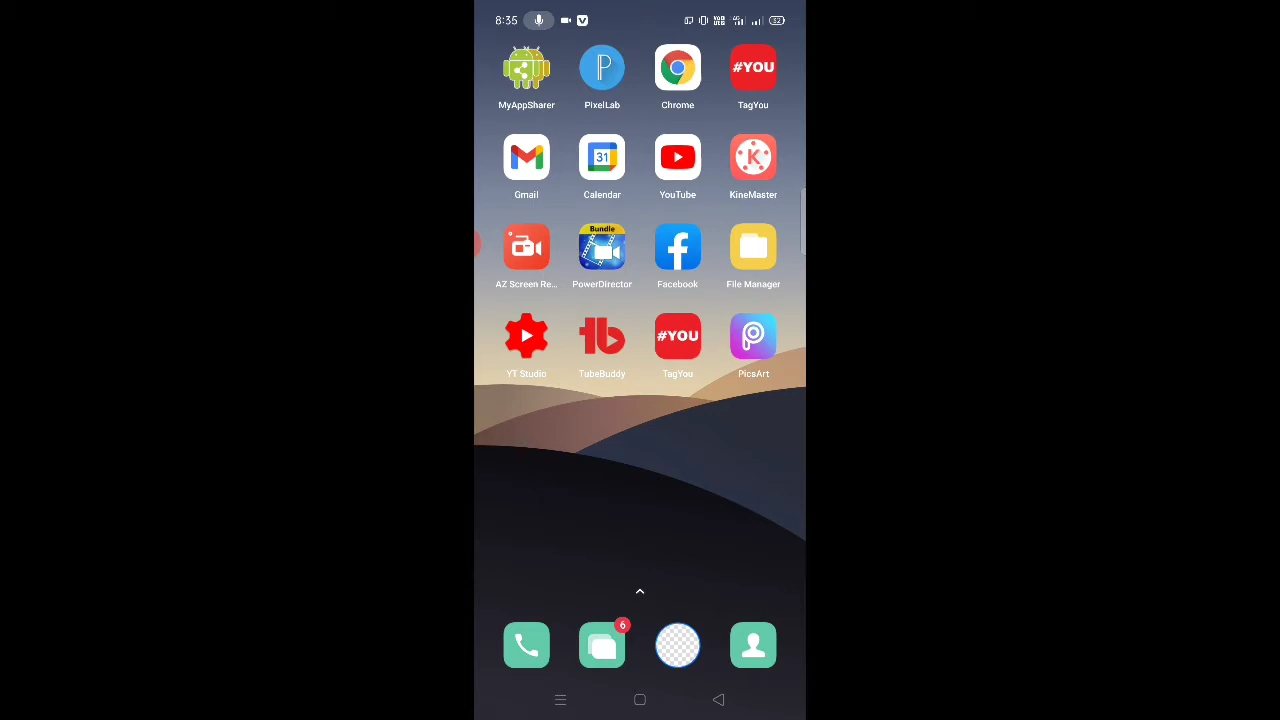 8:35
32
#YOU
MyAppSharer PixelLab Chrome TagYou
31
Gmail Calendar YouTube KineMaster
Bundle
AZ Screen Re... PowerDirector Facebook File Manager
#YOU
YT Studio TubeBuddy TagYou PicsArt
6